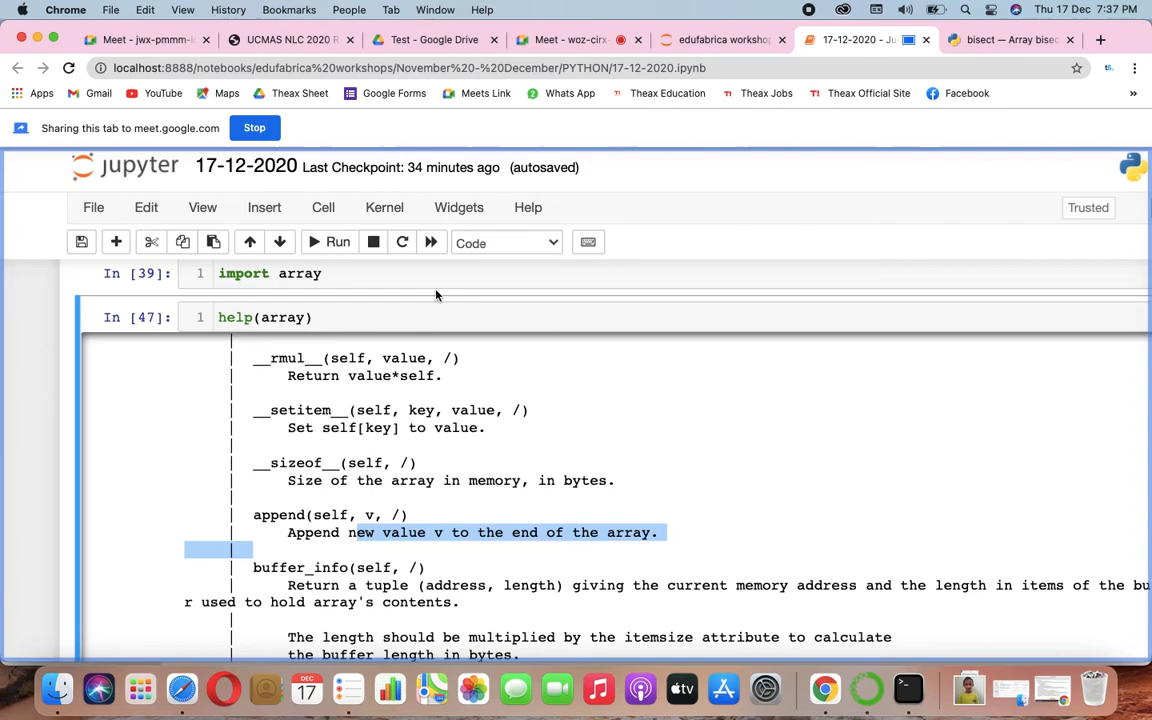 Chrome File Edit View History Bookmarks People Tab Window Help Thu 17 Dec 7:37 PM
Meet - jwx-pmmm-i UCMAS NLC 2020 R Test - Google Drive Meet - woz-cirx- edufabrica worksho 17-12-2020 - Ju bisect — Array bisec
localhost:8888/notebooks/edufabrica%20workshops/November%20-%20December/PYTHON/17-12-2020.ipynb
Apps Gmail YouTube Maps Theax Sheet Google Forms Meets Link Whats App Theax Education Theax Jobs Theax Official Site Facebook »
Sharing this tab to meet.google.com Stop
jupyter 17-12-2020 Last Checkpoint: 34 minutes ago (autosaved)
File Edit View Insert Cell Kernel Widgets Help Trusted
Run Code
In [39]: 1 import array
In [47]: 1 help(array)
|
| __rmul__(self, value, /)
| Return value*self.
|
| __setitem__(self, key, value, /)
| Set self[key] to value.
|
| __sizeof__(self, /)
| Size of the array in memory, in bytes.
|
| append(self, v, /)
| Append new value v to the end of the array.
|
| buffer_info(self, /)
| Return a tuple (address, length) giving the current memory address and the length in items of the bu
r used to hold array's contents.
|
| The length should be multiplied by the itemsize attribute to calculate
| the buffer length in bytes.
DEC
17
tv